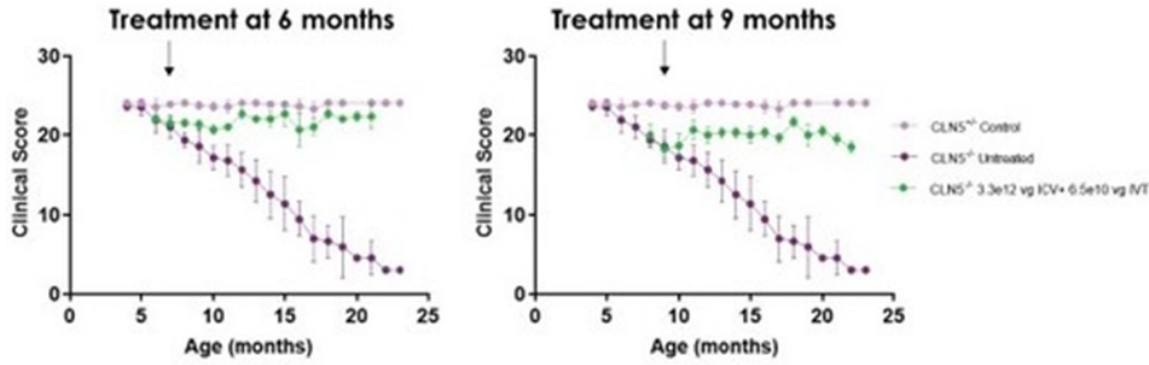 Treatment at 6 months
Treatment at 9 months
30
20
10
0
Clinical Score
0 5 10 15 20 25
Age (months)
30
20
10
0
Clinical Score
0 5 10 15 20 25
Age (months)
CLN5+/- Control
CLN5-/- Untreated
CLN5-/- 3.3e12 vg ICV+ 6.5e10 vg IVT